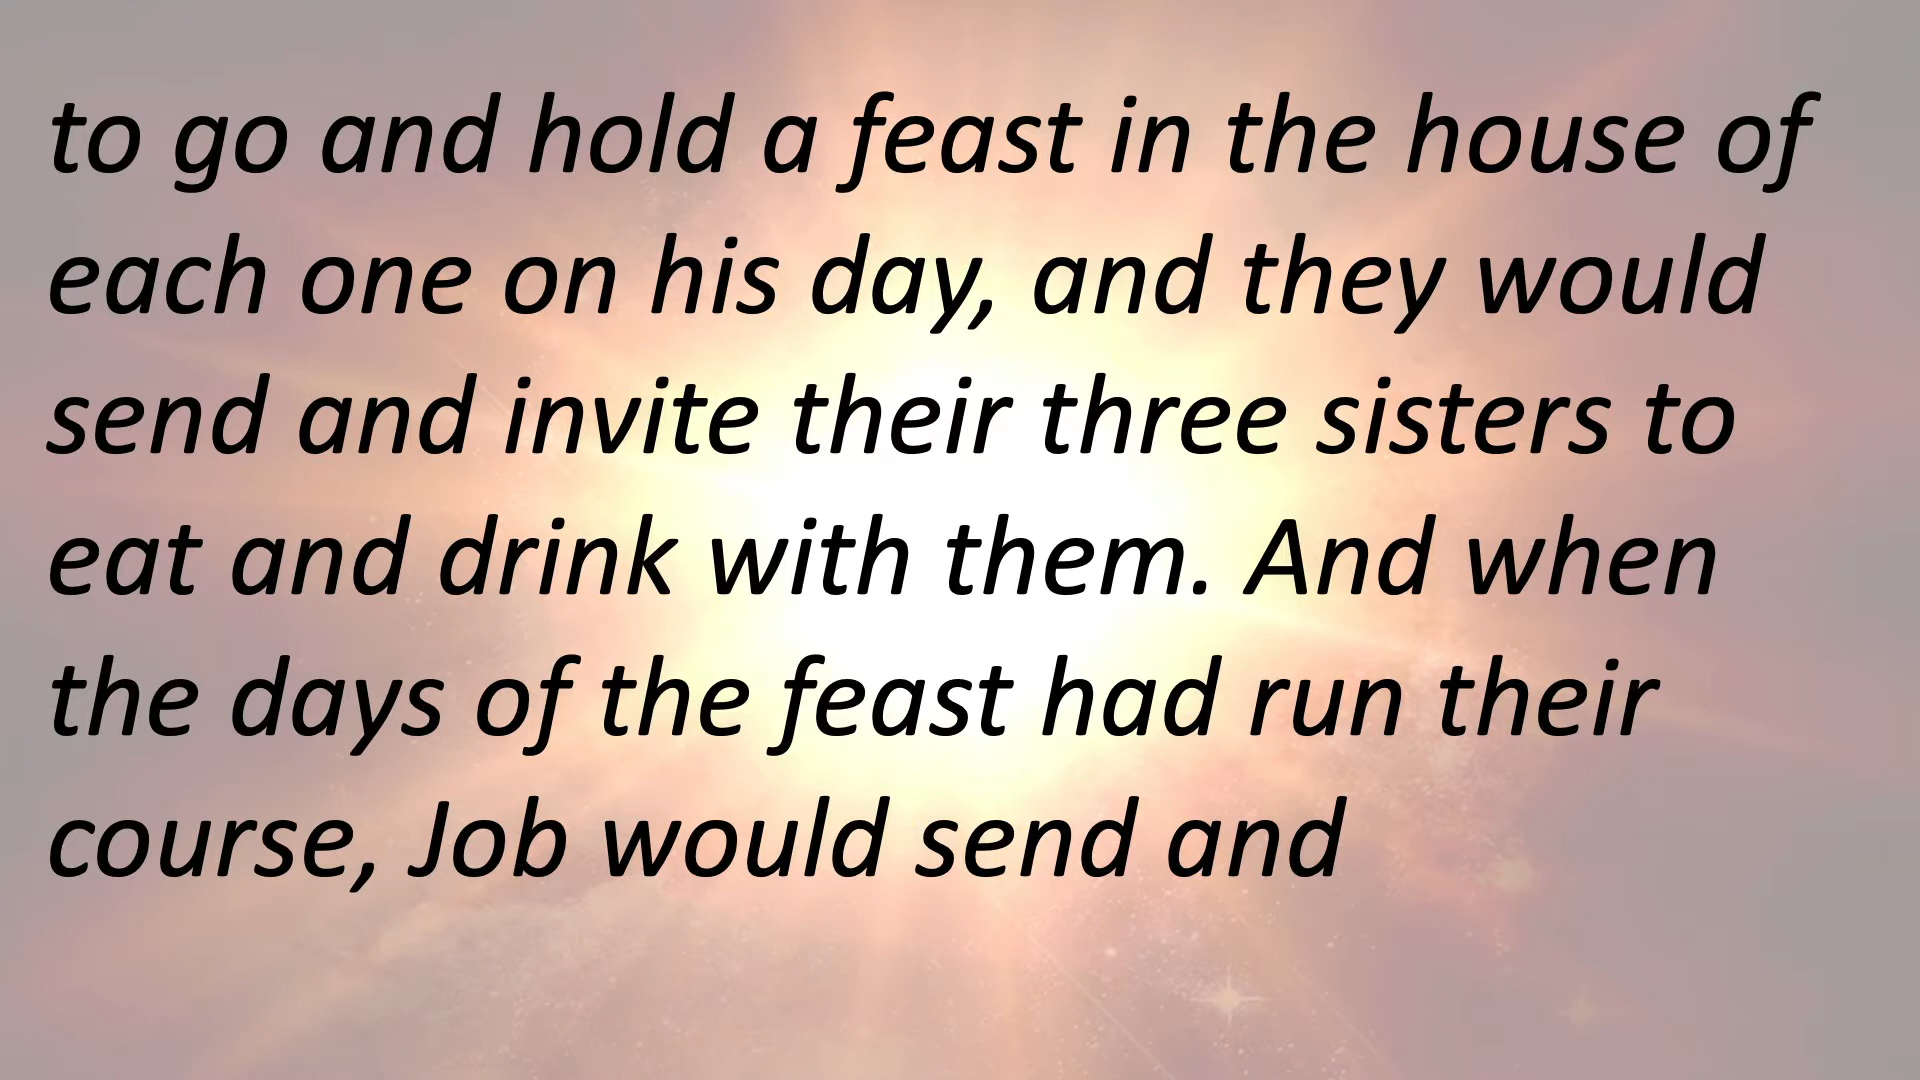 to go and hold a feast in the house of
each one on his day, and they would
send and invite their three sisters to
eat and drink with them. And when
the days of the feast had run their
course, Job would send and